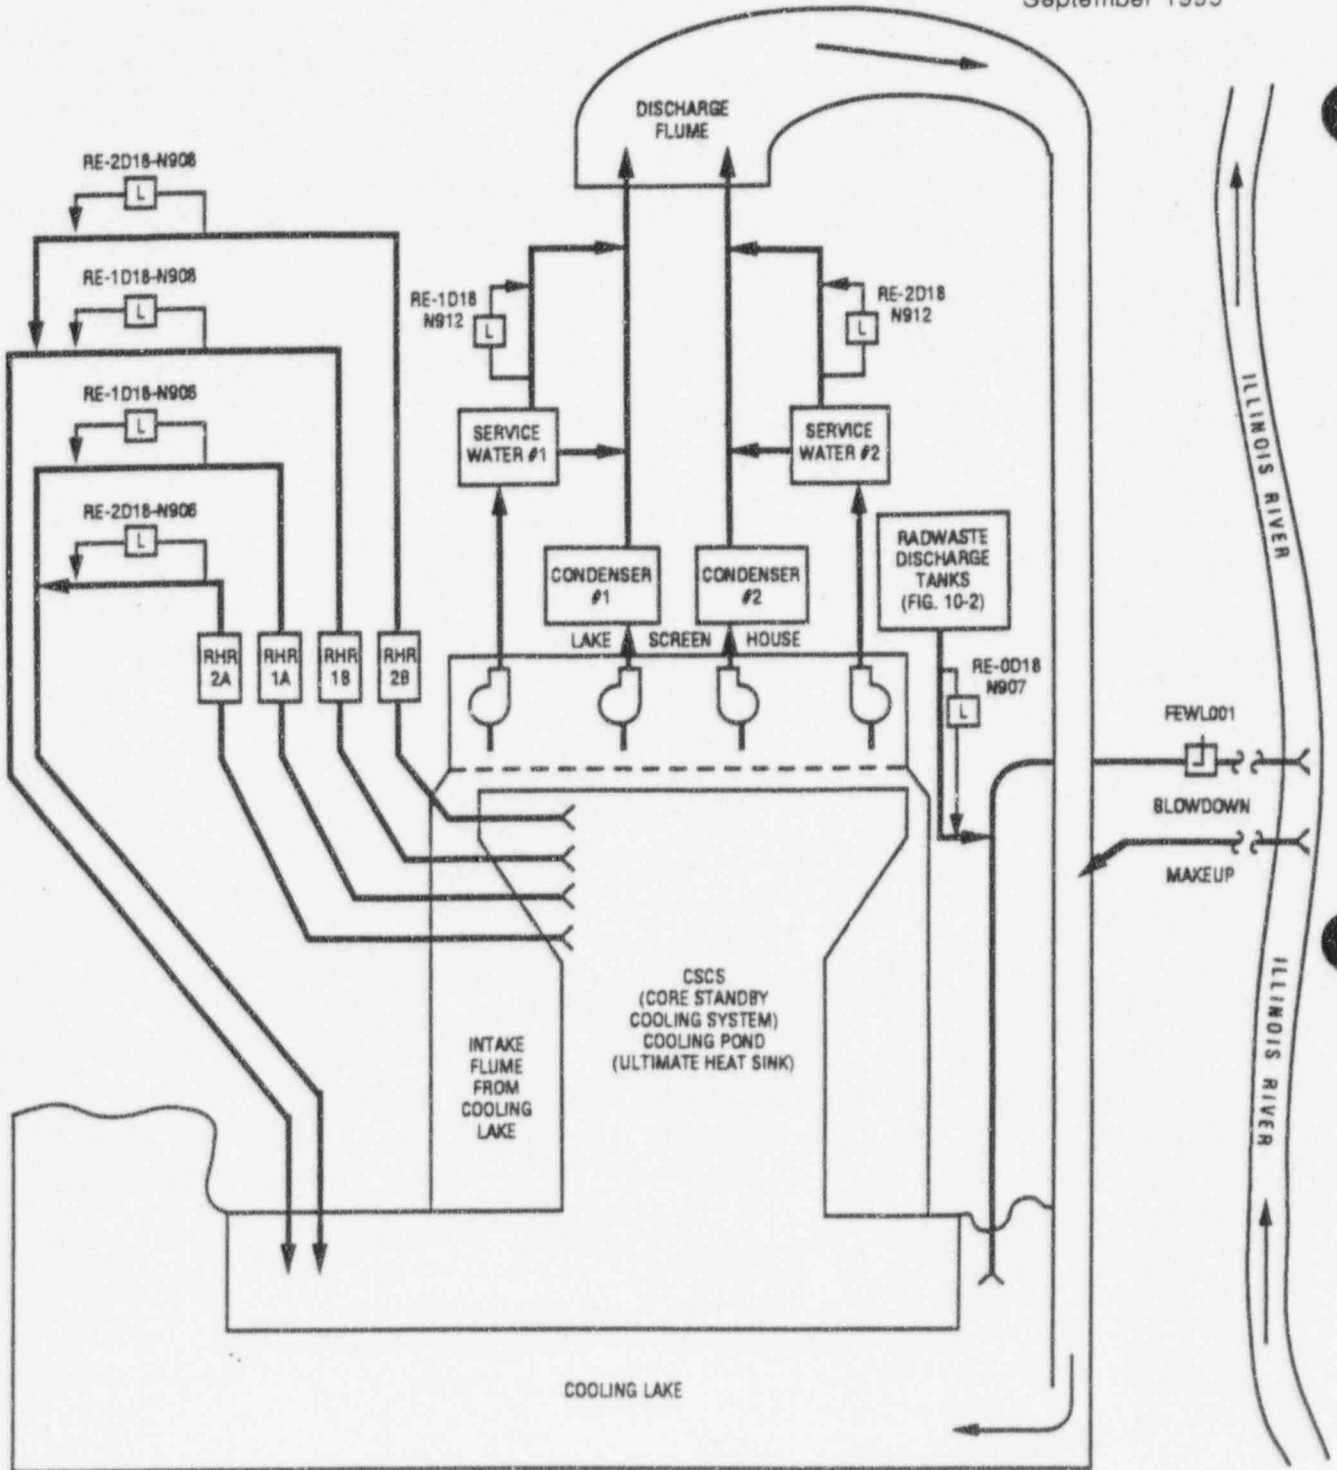 September 1995
DISCHARGE
FLUME
RE-2D18-N908
L
RE-1D18-N908
L
RE-1D18-N906
L
RE-2D18-N906
L
RE-1D18
N912
L
RE-2D18
N912
L
SERVICE
WATER #1
SERVICE
WATER #2
CONDENSER
#1
CONDENSER
#2
RADWASTE
DISCHARGE
TANKS
(FIG. 10-2)
LAKE SCREEN HOUSE
RHR
2A
RHR
1A
RHR
1B
RHR
2B
RE-0D18
N907
L
FEWL001
BLOWDOWN
MAKEUP
ILLINOIS RIVER
ILLINOIS RIVER
CSCS
(CORE STANDBY
COOLING SYSTEM)
COOLING POND
(ULTIMATE HEAT SINK)
INTAKE
FLUME
FROM
COOLING
LAKE
COOLING LAKE